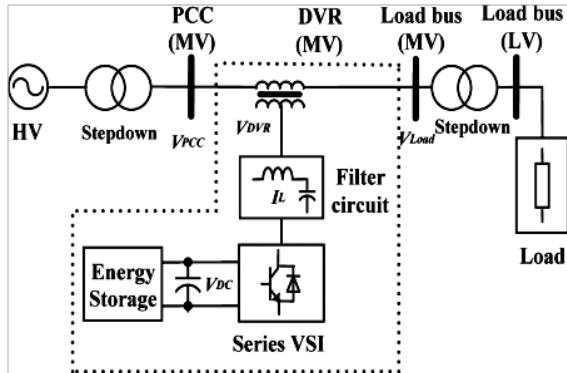 PCC
(MV)
DVR
(MV)
Load bus
(MV)
Load bus
(LV)
HV
Stepdown
VPCC
VDVR
VLoad
Stepdown
IL
Filter
circuit
Load
Energy
Storage
VDC
Series VSI